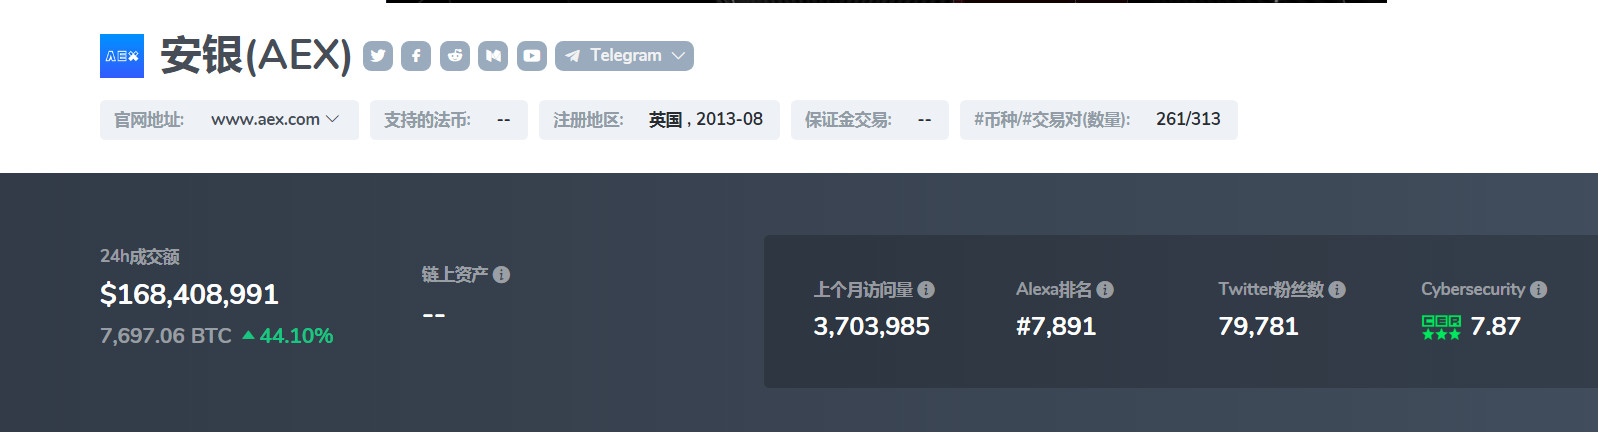 AEX 安银(AEX) Telegram
官网地址: www.aex.com 支持的法币: -- 注册地区: 英国 , 2013-08 保证金交易: -- #币种/#交易对(数量): 261/313
24h成交额
$168,408,991
7,697.06 BTC 44.10%
链上资产
--
上个月访问量 Alexa排名 Twitter粉丝数 Cybersecurity
3,703,985 #7,891 79,781 CER 7.87